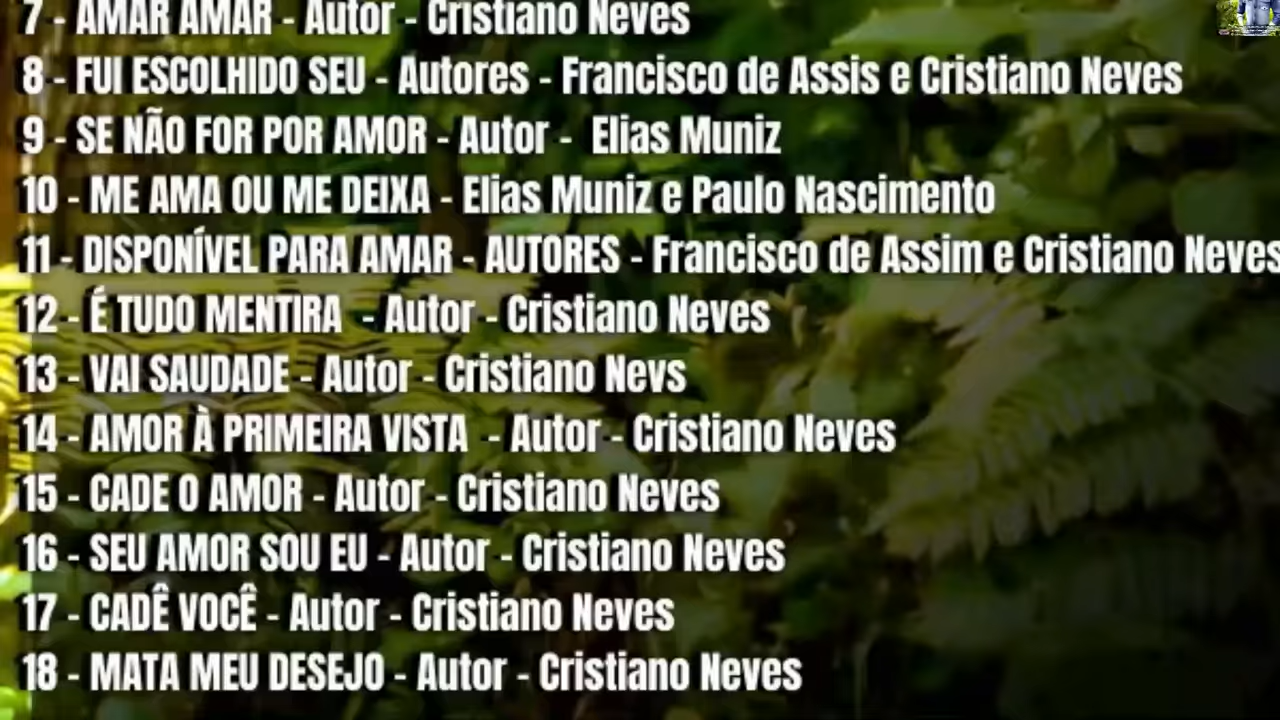 7 - AMAR AMAR - Autor - Cristiano Neves
8 - FUI ESCOLHIDO SEU - Autores - Francisco de Assis e Cristiano Neves
9 - SE NÃO FOR POR AMOR - Autor - Elias Muniz
10 - ME AMA OU ME DEIXA - Elias Muniz e Paulo Nascimento
11 - DISPONÍVEL PARA AMAR - AUTORES - Francisco de Assim e Cristiano Neves
12 - É TUDO MENTIRA - Autor - Cristiano Neves
13 - VAI SAUDADE - Autor - Cristiano Nevs
14 - AMOR À PRIMEIRA VISTA - Autor - Cristiano Neves
15 - CADE O AMOR - Autor - Cristiano Neves
16 - SEU AMOR SOU EU - Autor - Cristiano Neves
17 - CADÊ VOCÊ - Autor - Cristiano Neves
18 - MATA MEU DESEJO - Autor - Cristiano Neves